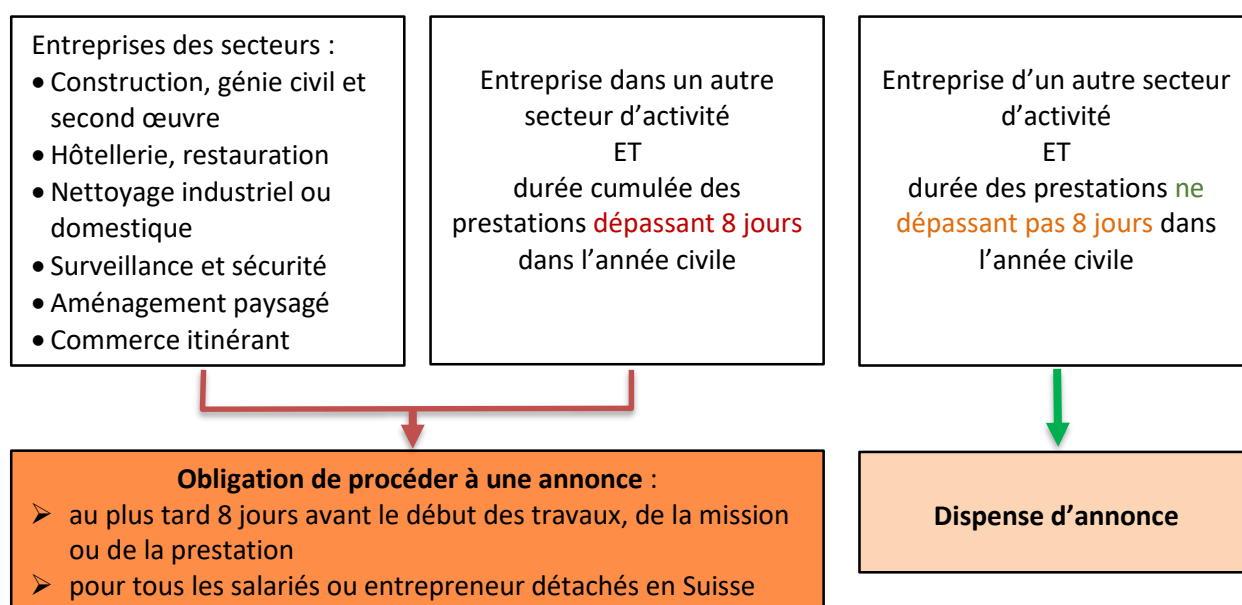 Entreprises des secteurs :
• Construction, génie civil et
second œuvre
• Hôtellerie, restauration
• Nettoyage industriel ou
domestique
• Surveillance et sécurité
• Aménagement paysagé
• Commerce itinérant
Entreprise dans un autre
secteur d’activité
ET
durée cumulée des
prestations dépassant 8 jours
dans l’année civile
Entreprise d’un autre secteur
d’activité
ET
durée des prestations ne
dépassant pas 8 jours dans
l’année civile
Obligation de procéder à une annonce :
➢ au plus tard 8 jours avant le début des travaux, de la mission
ou de la prestation
➢ pour tous les salariés ou entrepreneur détachés en Suisse
Dispense d’annonce